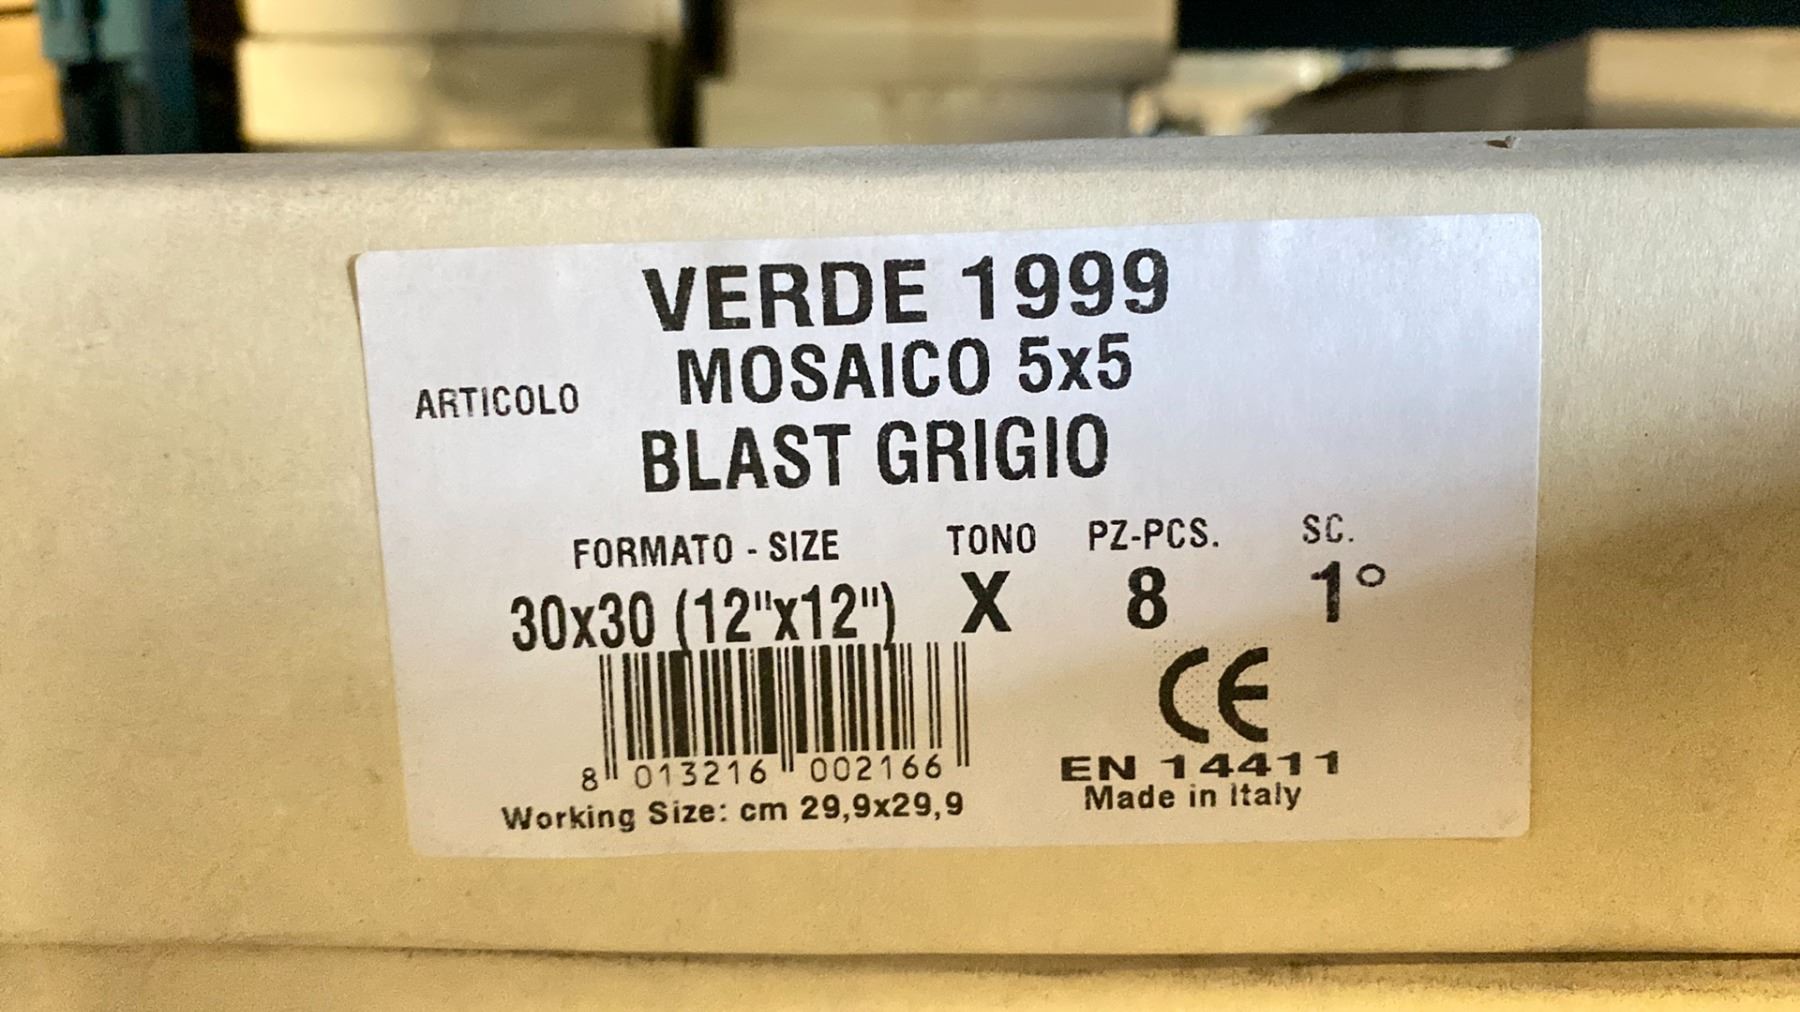 VERDE 1999
ARTICOLO MOSAICO 5x5
BLAST GRIGIO
FORMATO - SIZE TONO PZ-PCS. SC.
30x30 (12"x12") X 8 1°
CE
8 013216 002166
EN 14411
Working Size: cm 29,9x29,9
Made in Italy